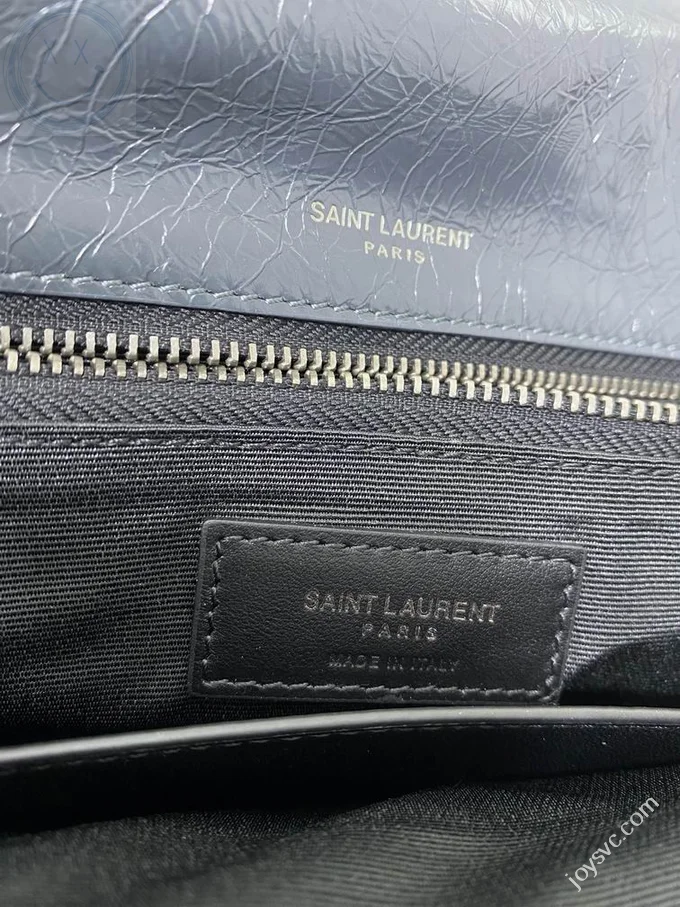 SAINT LAURENT
PARIS
SAINT LAURENT
PARIS
MADE IN ITALY
joysvc.com